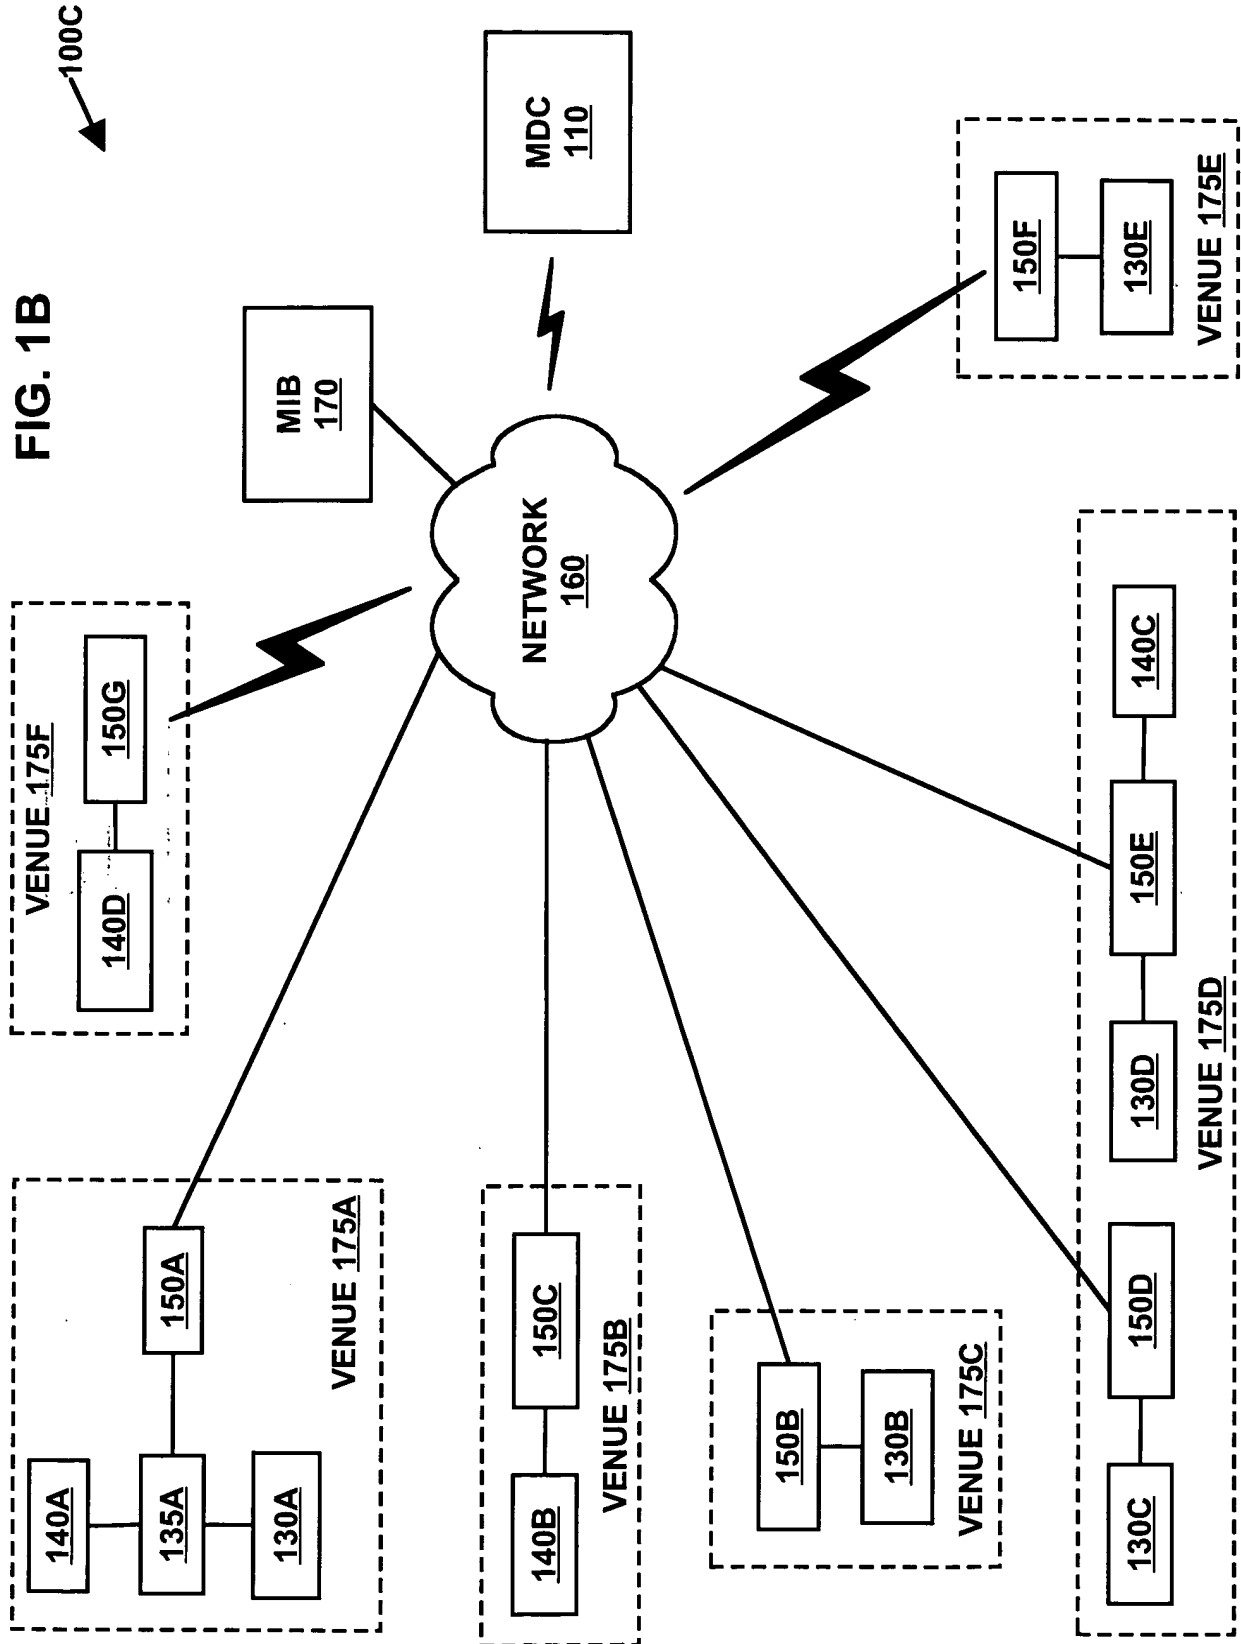 FIG. 1B
100C
VENUE 175F
140D
150G
MIB
170
MDC
110
NETWORK
160
140A
135A
130A
150A
VENUE 175A
140B
150C
VENUE 175B
150B
130B
VENUE 175C
130C
150D
130D
150E
140C
VENUE 175D
150F
130E
VENUE 175E